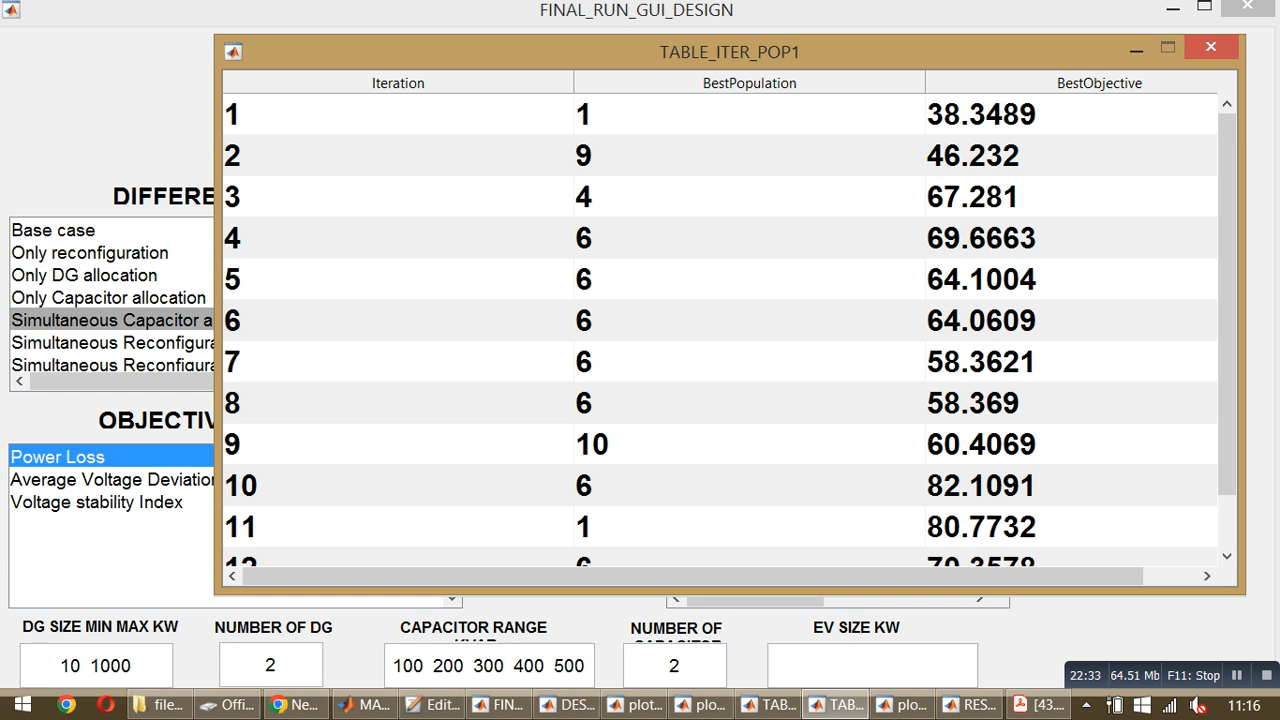 FINAL_RUN_GUI_DESIGN
TABLE_ITER_POP1
Iteration BestPopulation BestObjective
1 1 38.3489
2 9 46.232
3 4 67.281
4 6 69.6663
5 6 64.1004
6 6 64.0609
7 6 58.3621
8 6 58.369
9 10 60.4069
10 6 82.1091
11 1 80.7732
12 6 70.3578
DIFFERE
Base case
Only reconfiguration
Only DG allocation
Only Capacitor allocation
Simultaneous Capacitor a
Simultaneous Reconfigura
Simultaneous Reconfigura
OBJECTIV
Power Loss
Average Voltage Deviation
Voltage stability Index
DG SIZE MIN MAX KW
10 1000
NUMBER OF DG
2
CAPACITOR RANGE
KVAR
100 200 300 400 500
NUMBER OF
CAPACITOR
2
EV SIZE KW
22:33 64.51 Mb F11: Stop
file... Offi... Ne... MA... Edit... FIN... DES... plot... plo... TAB... TAB... plo... RES... [43... 11:16